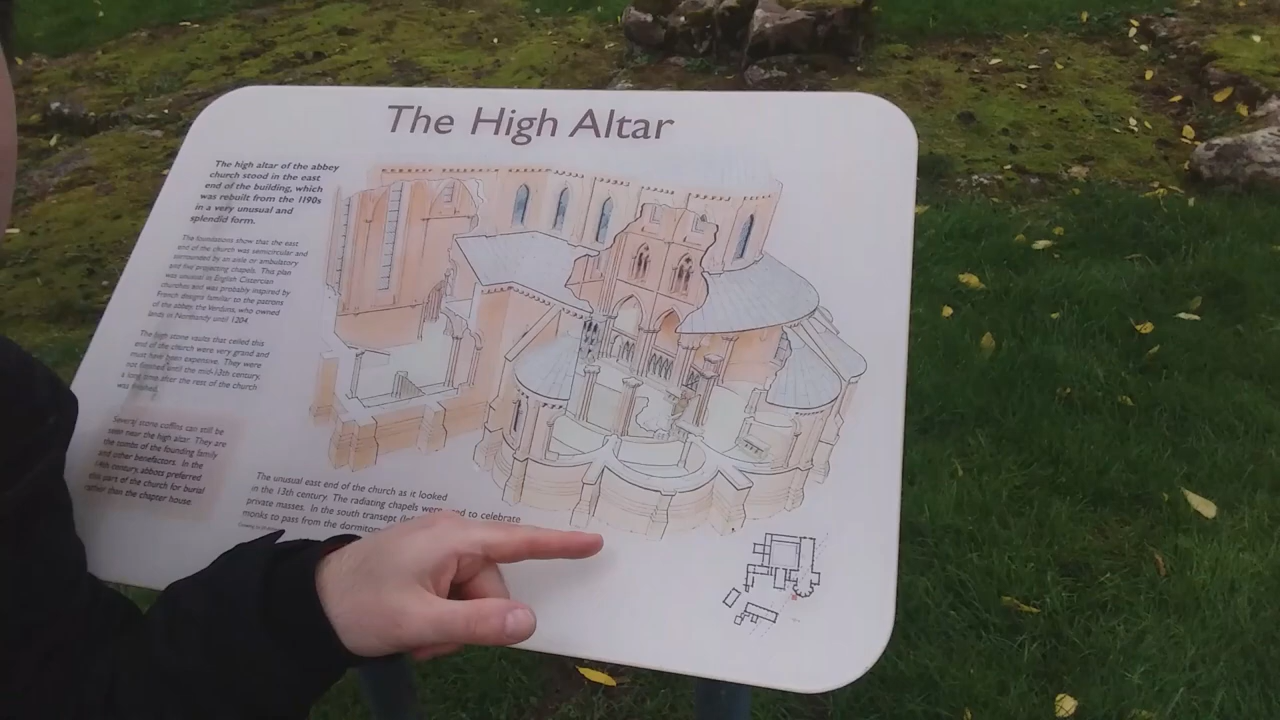 The High Altar
The high altar of the abbey
church stood in the east
end of the building, which
was rebuilt from the 1190s
in a very unusual and
splendid form.
The foundations show that the east
end of the church was semicircular and
surrounded by an aisle or ambulatory
and five projecting chapels. This plan
was unusual in English Cistercian
churches and was probably inspired by
French designs familiar to the patrons
of the abbey, the Verduns, who owned
lands in Normandy until 1204.
The high stone vaults that ceiled this
end of the church were very grand and
must have been expensive. They were
not finished until the mid-13th century,
a long time after the rest of the church
was finished.
Several stone coffins can still be
seen near the high altar. They are
the tombs of the founding family
and other benefactors. In the
14th century, abbots preferred
this part of the church for burial
rather than the chapter house.
The unusual east end of the church as it looked
in the 13th century. The radiating chapels were used to celebrate
private masses. In the south transept
monks to pass from the